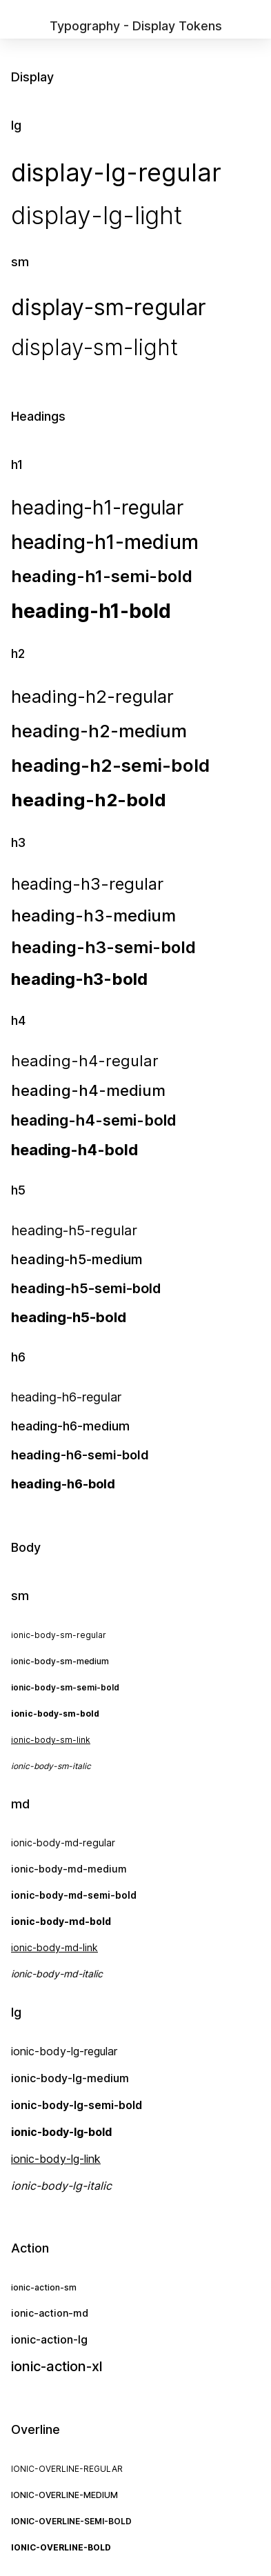 Typography - Display Tokens
Display
lg
display-lg-regular
display-lg-light
sm
display-sm-regular
display-sm-light
Headings
h1
heading-h1-regular
heading-h1-medium
heading-h1-semi-bold
heading-h1-bold
h2
heading-h2-regular
heading-h2-medium
heading-h2-semi-bold
heading-h2-bold
h3
heading-h3-regular
heading-h3-medium
heading-h3-semi-bold
heading-h3-bold
h4
heading-h4-regular
heading-h4-medium
heading-h4-semi-bold
heading-h4-bold
h5
heading-h5-regular
heading-h5-medium
heading-h5-semi-bold
heading-h5-bold
h6
heading-h6-regular
heading-h6-medium
heading-h6-semi-bold
heading-h6-bold
Body
sm
ionic-body-sm-regular
ionic-body-sm-medium
ionic-body-sm-semi-bold
ionic-body-sm-bold
ionic-body-sm-link
ionic-body-sm-italic
md
ionic-body-md-regular
ionic-body-md-medium
ionic-body-md-semi-bold
ionic-body-md-bold
ionic-body-md-link
ionic-body-md-italic
lg
ionic-body-lg-regular
ionic-body-lg-medium
ionic-body-lg-semi-bold
ionic-body-lg-bold
ionic-body-lg-link
ionic-body-lg-italic
Action
ionic-action-sm
ionic-action-md
ionic-action-lg
ionic-action-xl
Overline
IONIC-OVERLINE-REGULAR
IONIC-OVERLINE-MEDIUM
IONIC-OVERLINE-SEMI-BOLD
IONIC-OVERLINE-BOLD